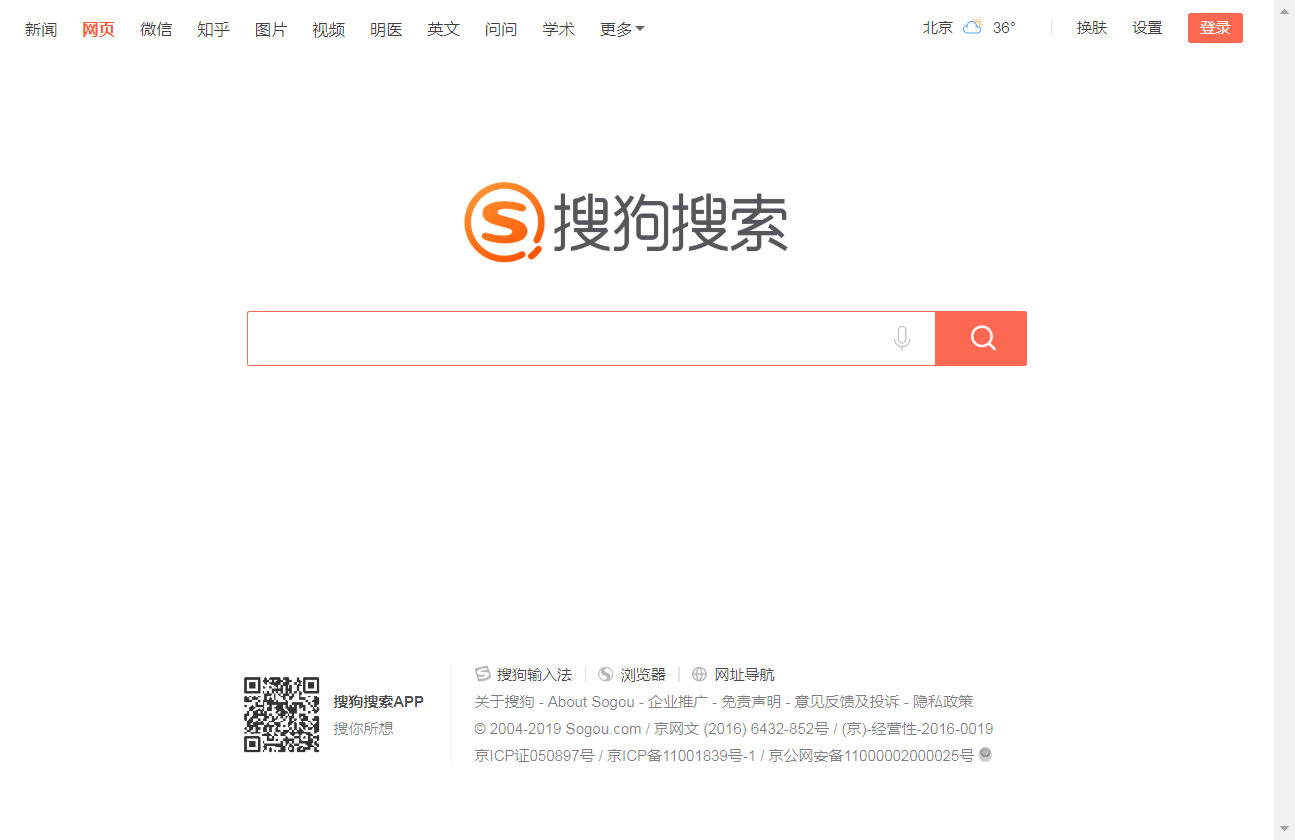 新闻 网页 微信 知乎 图片 视频 明医 英文 问问 学术 更多 北京 36° 换肤 设置 登录
搜狗搜索
搜狗输入法 浏览器 网址导航
搜狗搜索APP
搜你所想
关于搜狗 - About Sogou - 企业推广 - 免责声明 - 意见反馈及投诉 - 隐私政策
© 2004-2019 Sogou.com / 京网文 (2016) 6432-852号 / (京)-经营性-2016-0019
京ICP证050897号 / 京ICP备11001839号-1 / 京公网安备11000002000025号